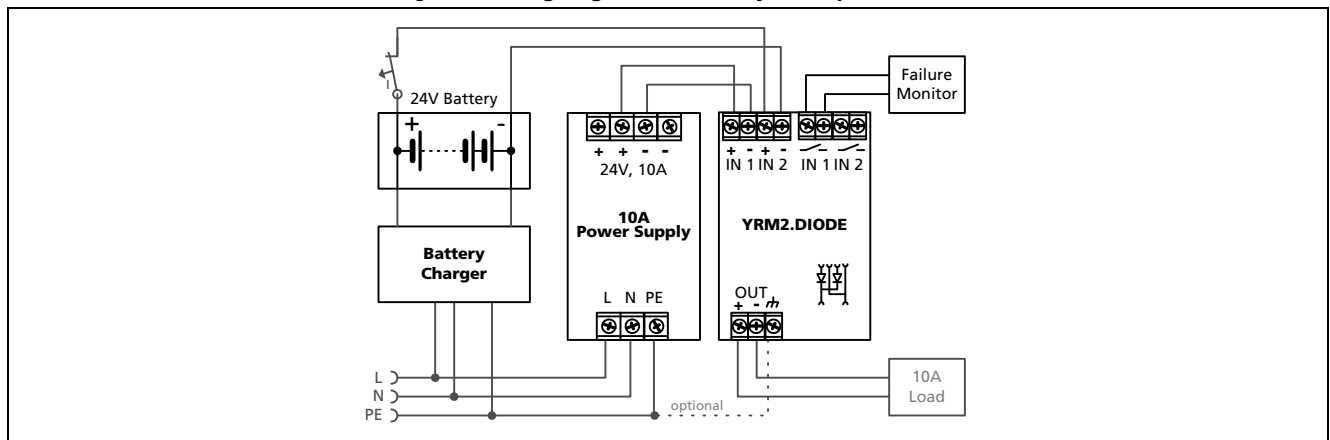 Failure
Monitor
24V Battery
+ -
+ + - -
24V, 10A
+ - + -
IN 1 IN 2
IN 1 IN 2
10A
Power Supply
YRM2.DIODE
Battery
Charger
L N PE
OUT
+ -
L
N
PE
optional
10A
Load
I